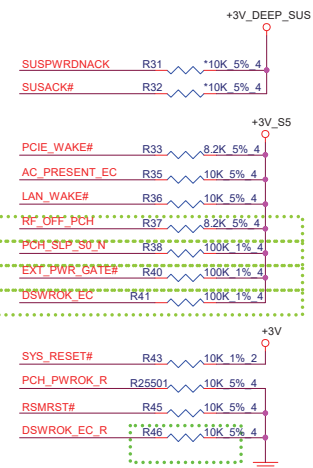 +3V_DEEP_SUS
SUSPWRDNACK R31 *10K_5%_4
SUSACK# R32 *10K_5%_4
+3V_S5
PCIE_WAKE# R33 8.2K_5%_4
AC_PRESENT_EC R35 10K_5%_4
LAN_WAKE# R36 10K_5%_4
RF_OFF_PCH R37 8.2K_5%_4
PCH_SLP_S0_N R38 100K_1%_4
EXT_PWR_GATE# R40 100K_1%_4
DSWROK_EC R41 100K_1%_4
+3V
SYS_RESET# R43 10K_1%_2
PCH_PWROK_R R25501 10K_5%_4
RSMRST# R45 10K_5%_4
DSWROK_EC_R R46 10K_5%_4